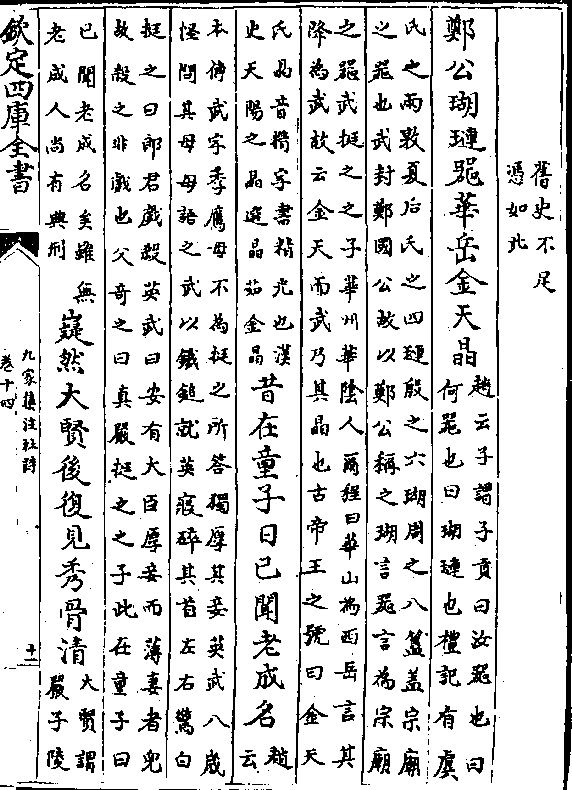 舊史不足
憑如此
鄭公瑚璉器華岳金天晶
趙云子謂子貢曰汝器也曰
何器也曰瑚璉也禮記有虞
氏之兩敦夏后氏之四璉殷之六瑚周之八簋盖宗廟
之器也武封鄭國公故以鄭公稱之瑚言器言為宗廟
之器武挺之之子華州華陰人爾程曰華山為西岳言其
降為武故云金天而武乃其晶也古帝王之號曰金天
氏晶音精字書精光也漢
史天陽之晶選晶茹金晶
昔在童子日已聞老成名
趙
云
本傳武字季鷹母不為挺之所答獨厚其妾英武八歲
怪問其母母語之武以鐵鎚就英寢碎其首左右驚白
挺之曰郎君戲殺英武曰安有大臣厚妾而薄妻者兒
故殺之非戲也父奇之曰真嚴挺之之子此在童子曰
已聞老成名矣雖無
老成人尚有典刑
嶷然大賢後復見秀骨清
大賢謂
嚴子陵
欽定四庫全書
九家集注杜詩
卷十四
十一